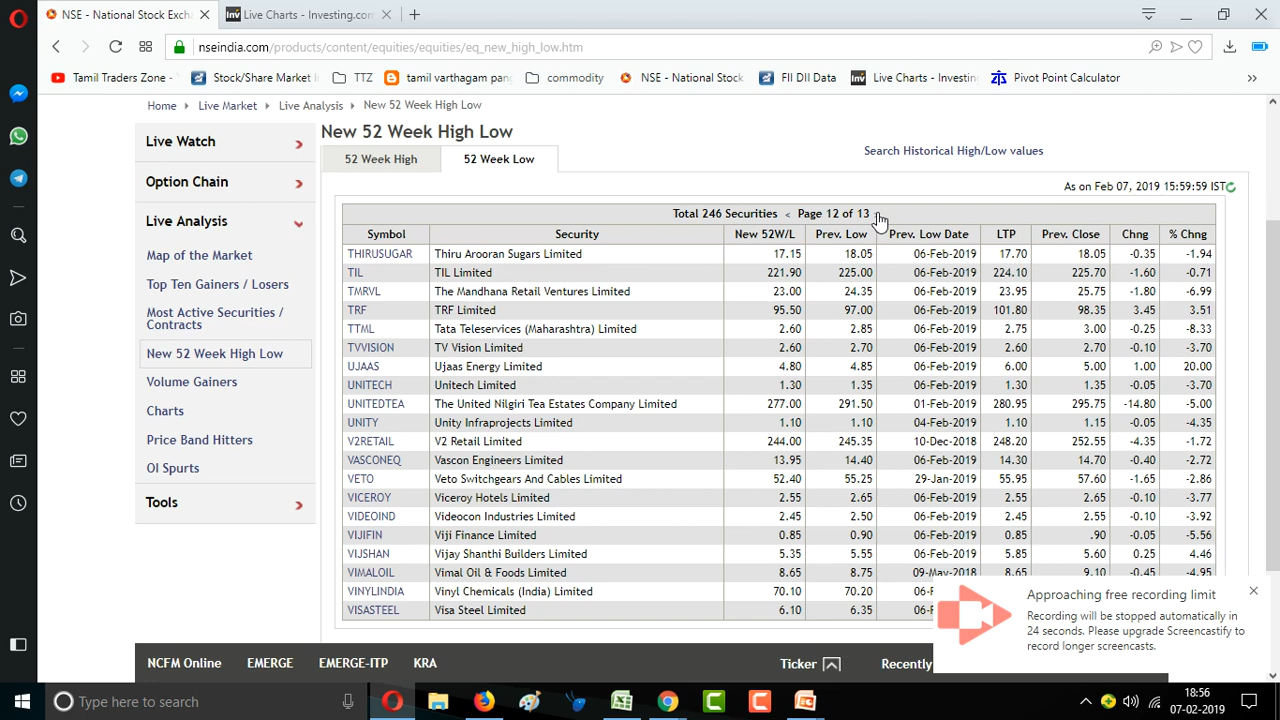 NSE - National Stock Excha
Live Charts - Investing.com
nseindia.com/products/content/equities/equities/eq_new_high_low.htm
Tamil Traders Zone -
Stock/Share Market
TTZ
tamil varthagam pan
commodity
NSE - National Stock
FII DII Data
Inv
Live Charts - Investin
Pivot Point Calculator
Home
Live Market
Live Analysis
New 52 Week High Low
Live Watch
Option Chain
Live Analysis
Map of the Market
Top Ten Gainers / Losers
Most Active Securities /
Contracts
New 52 Week High Low
Volume Gainers
Charts
Price Band Hitters
OI Spurts
Tools
New 52 Week High Low
52 Week High
52 Week Low
Search Historical High/Low values
As on Feb 07, 2019 15:59:59 IST
Total 246 Securities < Page 12 of 13
Symbol Security New 52W/L Prev. Low Prev. Low Date LTP Prev. Close Chng % Chng
THIRUSUGAR Thiru Arooran Sugars Limited 17.15 18.05 06-Feb-2019 17.70 18.05 -0.35 -1.94
TIL TIL Limited 221.90 225.00 06-Feb-2019 224.10 225.70 -1.60 -0.71
TMRVL The Mandhana Retail Ventures Limited 23.00 24.35 06-Feb-2019 23.95 25.75 -1.80 -6.99
TRF TRF Limited 95.50 97.00 06-Feb-2019 101.80 98.35 3.45 3.51
TTML Tata Teleservices (Maharashtra) Limited 2.60 2.85 06-Feb-2019 2.75 3.00 -0.25 -8.33
TVVISION TV Vision Limited 2.60 2.70 06-Feb-2019 2.60 2.70 -0.10 -3.70
UJAAS Ujaas Energy Limited 4.80 4.85 06-Feb-2019 6.00 5.00 1.00 20.00
UNITECH Unitech Limited 1.30 1.35 06-Feb-2019 1.30 1.35 -0.05 -3.70
UNITEDTEA The United Nilgiri Tea Estates Company Limited 277.00 291.50 01-Feb-2019 280.95 295.75 -14.80 -5.00
UNITY Unity Infraprojects Limited 1.10 1.10 04-Feb-2019 1.10 1.15 -0.05 -4.35
V2RETAIL V2 Retail Limited 244.00 245.35 10-Dec-2018 248.20 252.55 -4.35 -1.72
VASCONEQ Vascon Engineers Limited 13.95 14.40 06-Feb-2019 14.30 14.70 -0.40 -2.72
VETO Veto Switchgears And Cables Limited 52.40 55.25 29-Jan-2019 55.95 57.60 -1.65 -2.86
VICEROY Viceroy Hotels Limited 2.55 2.65 06-Feb-2019 2.55 2.65 -0.10 -3.77
VIDEOIND Videocon Industries Limited 2.45 2.50 06-Feb-2019 2.45 2.55 -0.10 -3.92
VIJIFIN Viji Finance Limited 0.85 0.90 06-Feb-2019 0.85 .90 -0.05 -5.56
VIJSHAN Vijay Shanthi Builders Limited 5.35 5.55 06-Feb-2019 5.85 5.60 0.25 4.46
VIMALOIL Vimal Oil & Foods Limited 8.65 8.75 09-May-2018 8.65 9.10 -0.45 -4.95
VINYLINDIA Vinyl Chemicals (India) Limited 70.10 70.20
VISASTEEL Visa Steel Limited 6.10 6.35
Approaching free recording limit
Recording will be stopped automatically in
24 seconds. Please upgrade Screencastify to
record longer screencasts.
NCFM Online EMERGE EMERGE-ITP KRA Ticker Recently
Type here to search
18:56
07-02-2019